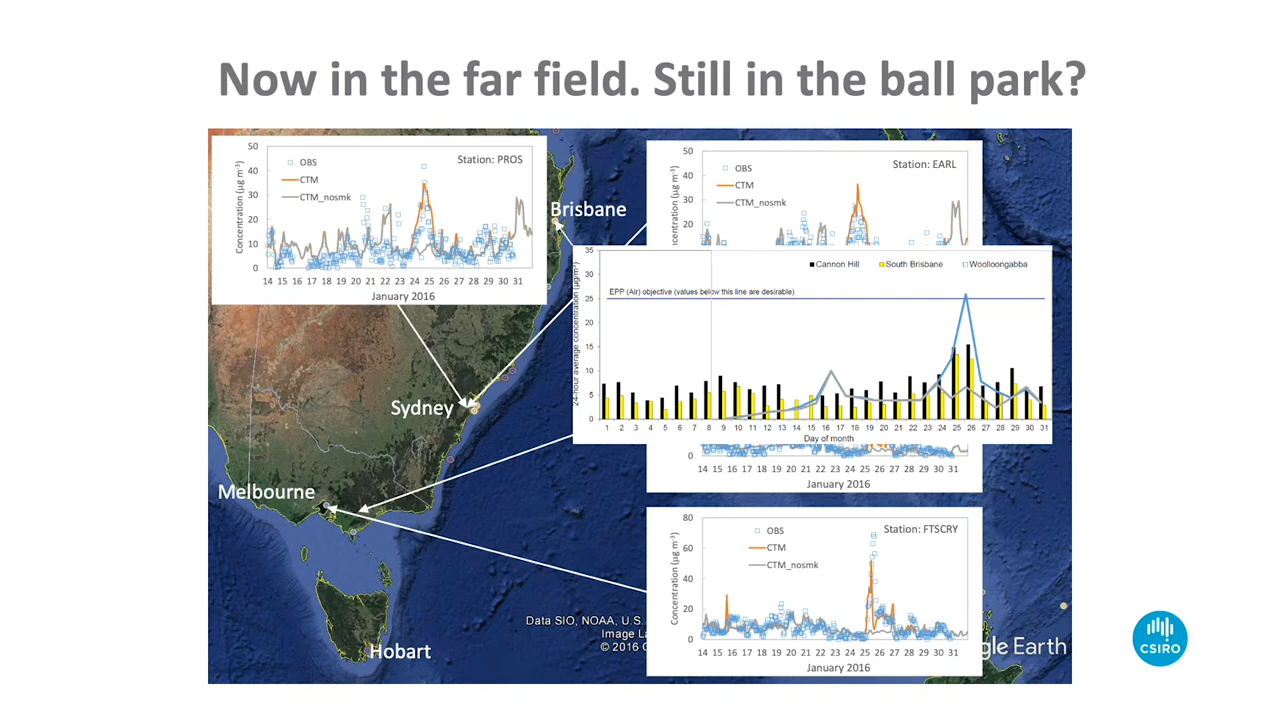 Now in the far field. Still in the ball park?
50
40
30
20
10
0
Concentration (µg m⁻³)
OBS
CTM
CTM_nosmk
Station: PROS
14 15 16 17 18 19 20 21 22 23 24 25 26 27 28 29 30 31
January 2016
Brisbane
50
40
30
20
10
OBS
CTM
CTM_nosmk
Station: EARL
35
30
25
20
15
10
5
0
24-hour average concentration (µg/m³)
Cannon Hill
South Brisbane
Woolloongabba
EPP (Air) objective (values below this line are desirable)
1 2 3 4 5 6 7 8 9 10 11 12 13 14 15 16 17 18 19 20 21 22 23 24 25 26 27 28 29 30 31
Day of month
Sydney
0
14 15 16 17 18 19 20 21 22 23 24 25 26 27 28 29 30 31
January 2016
Melbourne
80
60
40
20
0
Concentration (µg m⁻³)
OBS
CTM
CTM_nosmk
Station: FTSCRY
14 15 16 17 18 19 20 21 22 23 24 25 26 27 28 29 30 31
January 2016
Hobart
Data SIO, NOAA, U.S.
Image La
© 2016
gle Earth
CSIRO